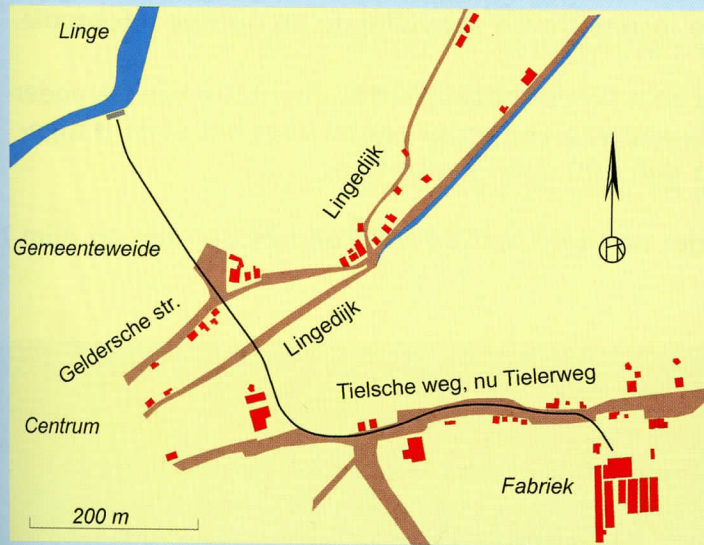 Linge
Lingedijk
Gemeenteweide
Geldersche str.
Lingedijk
Tielsche weg, nu Tielerweg
Centrum
Fabriek
200 m